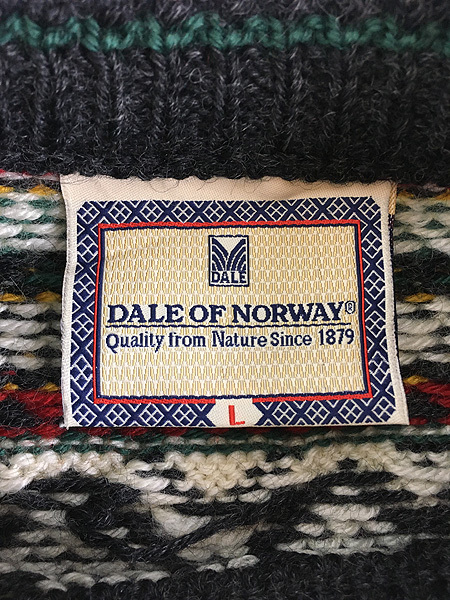 DALE
DALE OF NORWAY®
Quality from Nature Since 1879
L